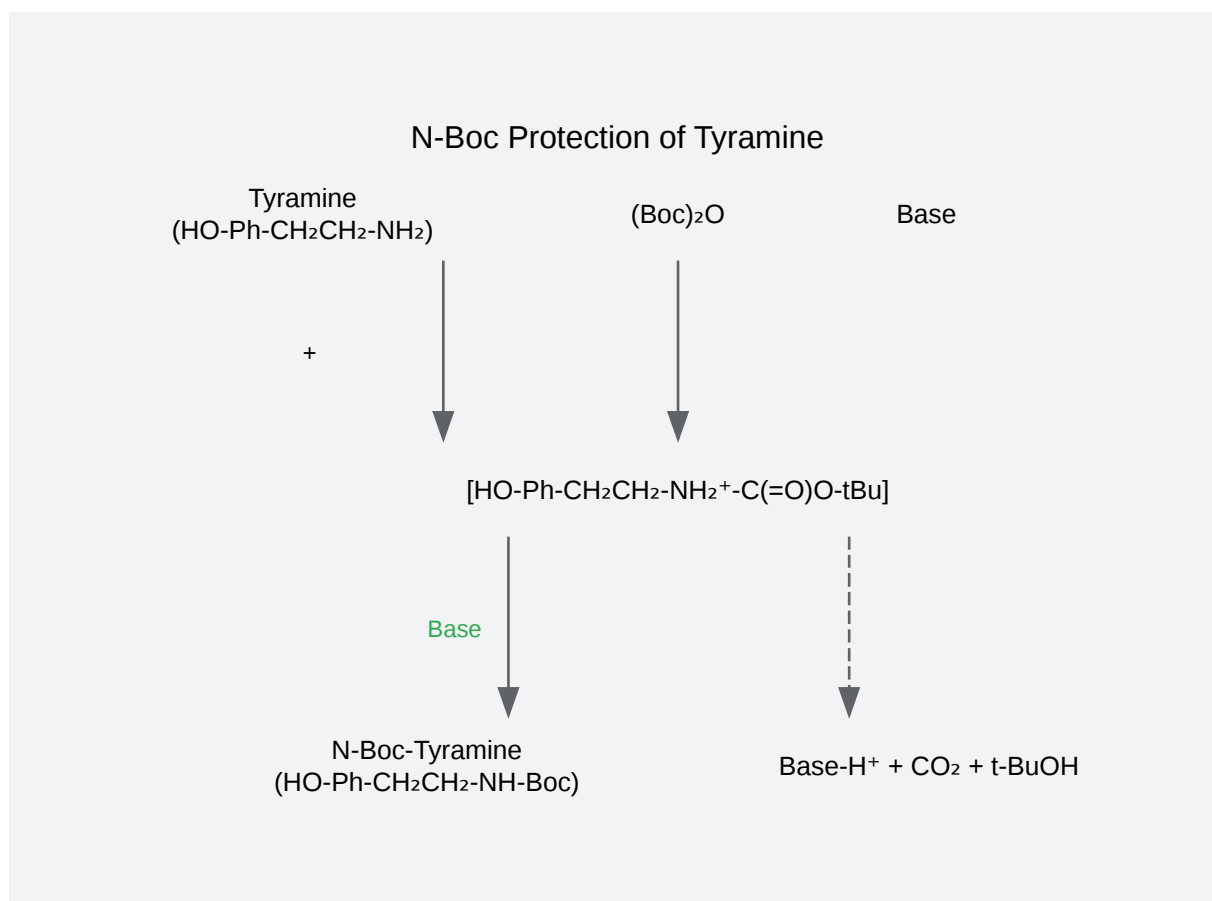 N-Boc Protection of Tyramine
Tyramine
(HO-Ph-CH₂CH₂-NH₂)
(Boc)₂O
Base
+
[HO-Ph-CH₂CH₂-NH₂⁺-C(=O)O-tBu]
Base
N-Boc-Tyramine
(HO-Ph-CH₂CH₂-NH-Boc)
Base-H⁺ + CO₂ + t-BuOH